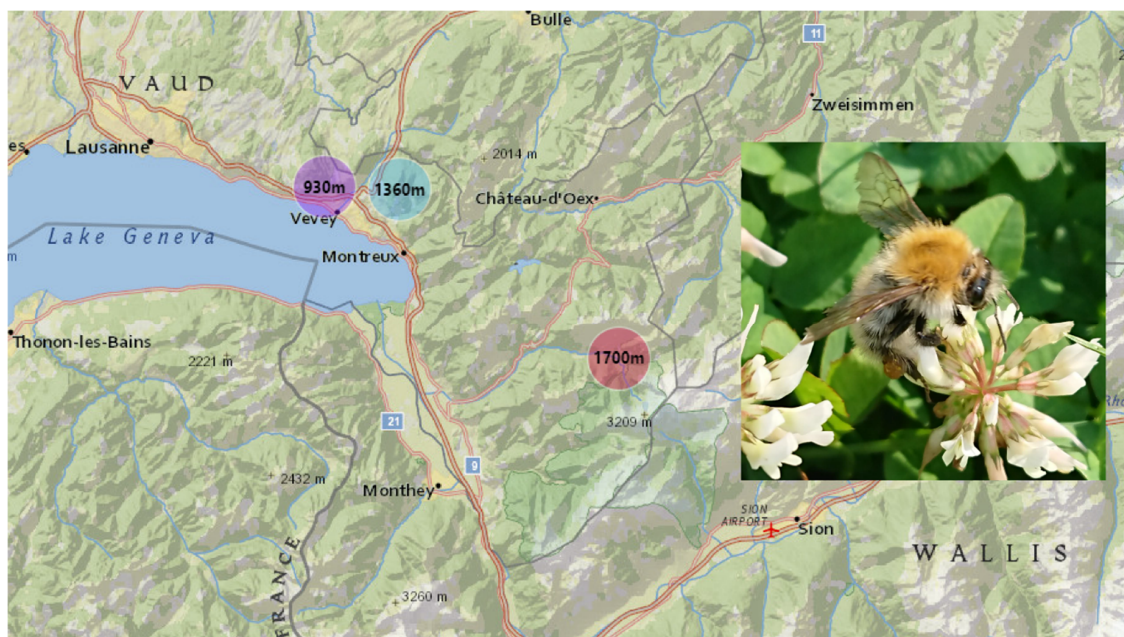 Bulle
11
VAUD
Zweisimmen
Lausanne
es
2014 m
930m
1360m
Château-d'Oex
Vevey
Lake Geneva
Montreux
m
Thonon-les-Bains
1700m
2221 m
3209 m
21
9
2432 m
Monthey
SION
AIRPORT
Sion
WALLIS
FRANCE
3260 m